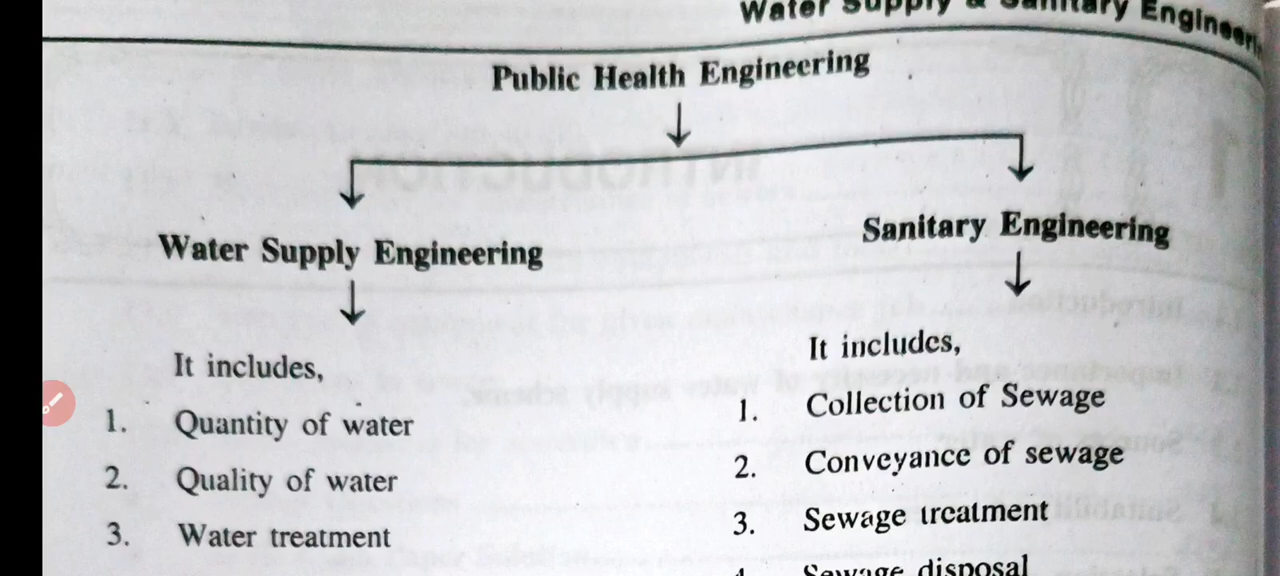 Water Supply & Sanitary
Public Health Engineering
Water Supply Engineering
It includes,
1. Quantity of water
2. Quality of water
3. Water treatment
Sanitary Engineering
It includes,
1. Collection of Sewage
2. Conveyance of sewage
3. Sewage treatment
4. Sewage disposal